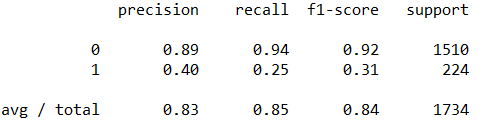 precision recall f1-score support
0 0.89 0.94 0.92 1510
1 0.40 0.25 0.31 224
avg / total 0.83 0.85 0.84 1734